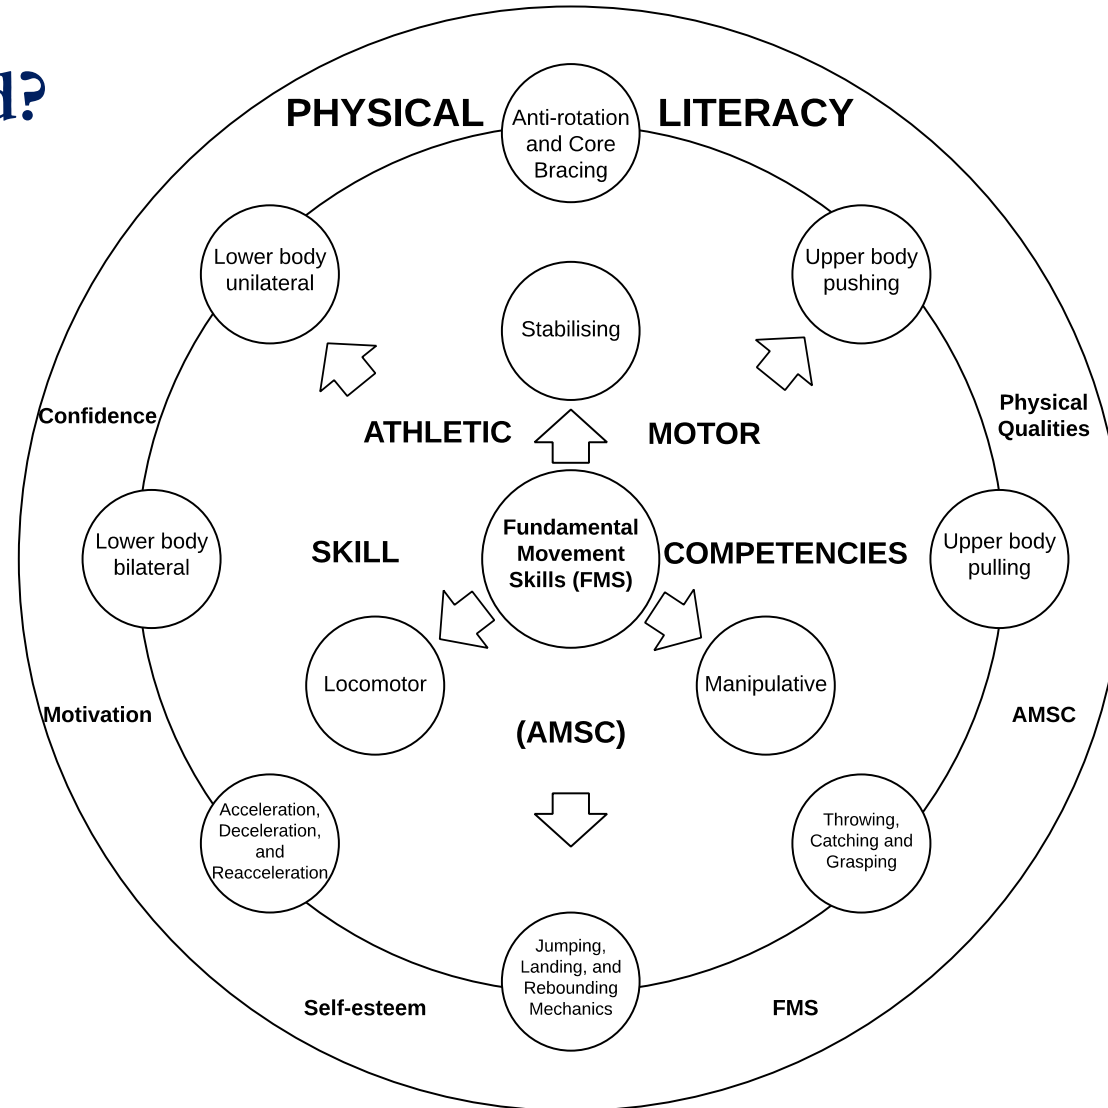 d?
PHYSICAL LITERACY
Anti-rotation
and Core
Bracing
Lower body
unilateral
Upper body
pushing
Stabilising
Confidence
Physical
Qualities
ATHLETIC MOTOR
Fundamental
Movement
Skills (FMS)
SKILL COMPETENCIES
Lower body
bilateral
Upper body
pulling
Locomotor
Manipulative
Motivation
AMSC
(AMSC)
Acceleration,
Deceleration,
and
Reacceleration
Throwing,
Catching and
Grasping
Jumping,
Landing, and
Rebounding
Mechanics
Self-esteem
FMS